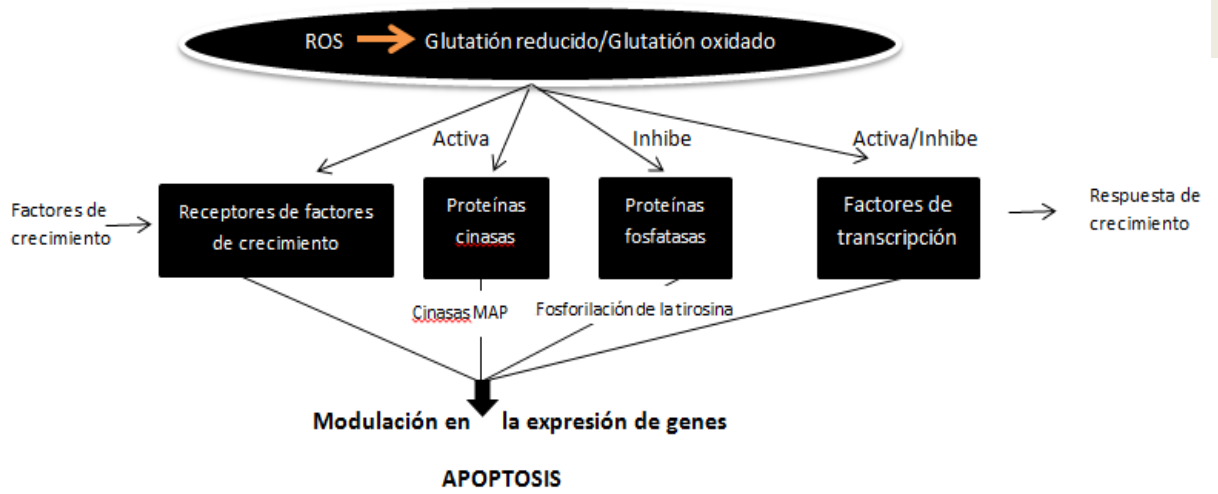 ROS Glutatión reducido/Glutatión oxidado
Activa
Inhibe
Activa/Inhibe
Factores de
crecimiento
Receptores de factores
de crecimiento
Proteínas
cinasas
Proteínas
fosfatasas
Factores de
transcripción
Respuesta de
crecimiento
Cinasas MAP
Fosforilación de la tirosina
Modulación en la expresión de genes
APOPTOSIS